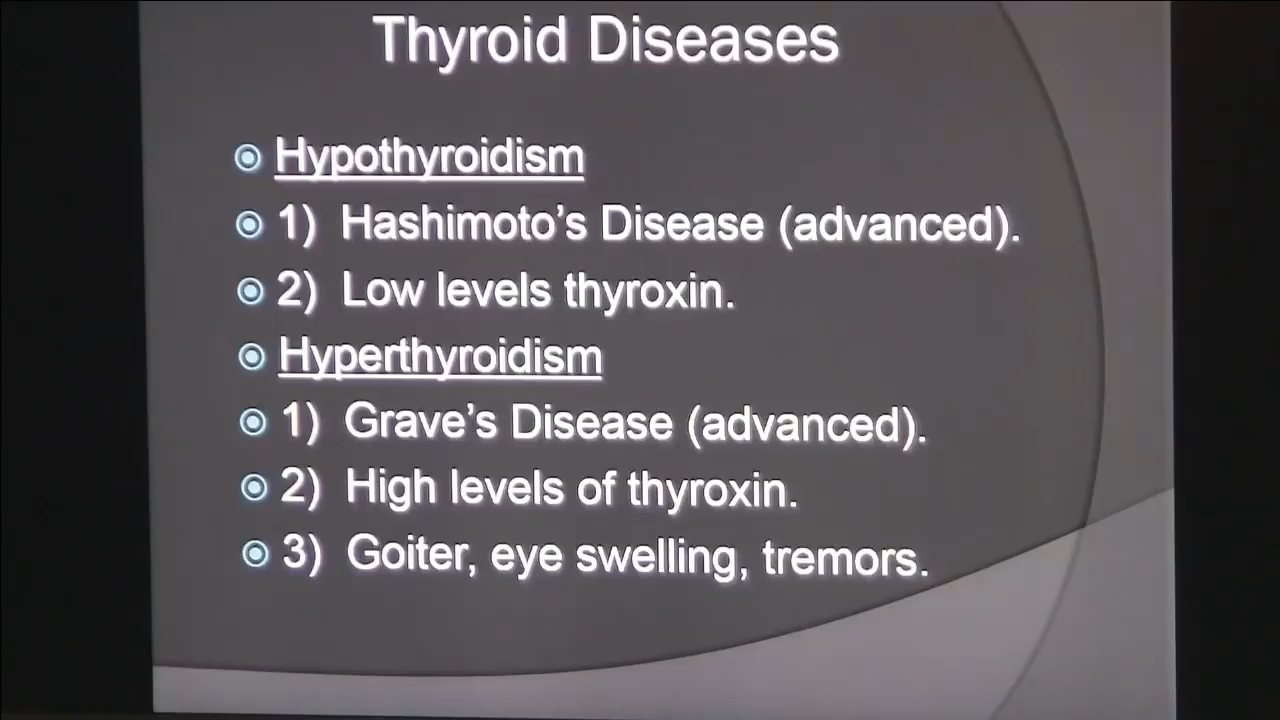 Thyroid Diseases
Hypothyroidism
1) Hashimoto's Disease (advanced).
2) Low levels thyroxin.
Hyperthyroidism
1) Grave's Disease (advanced).
2) High levels of thyroxin.
3) Goiter, eye swelling, tremors.